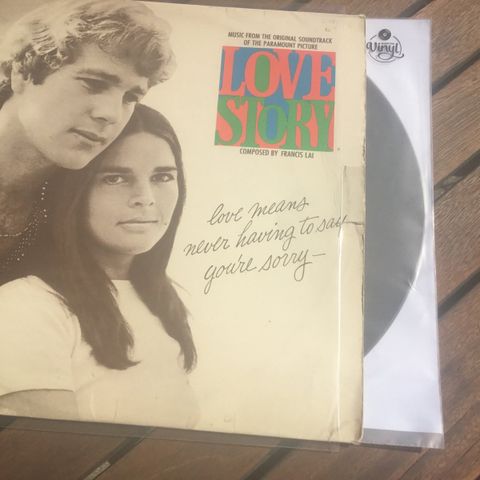 MUSIC FROM THE ORIGINAL SOUNDTRACK
OF THE PARAMOUNT PICTURE
LOVE
STORY
COMPOSED BY FRANCIS LAI
love means
never having to say
you're sorry—
Vinyl